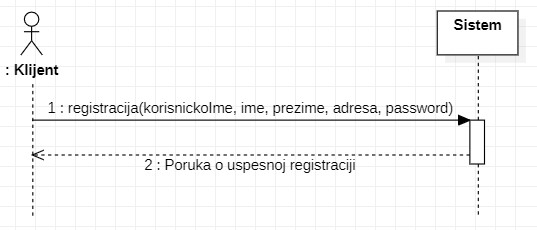 Sistem
: Klijent
1 : registracija(korisnickoIme, ime, prezime, adresa, password)
2 : Poruka o uspesnoj registraciji